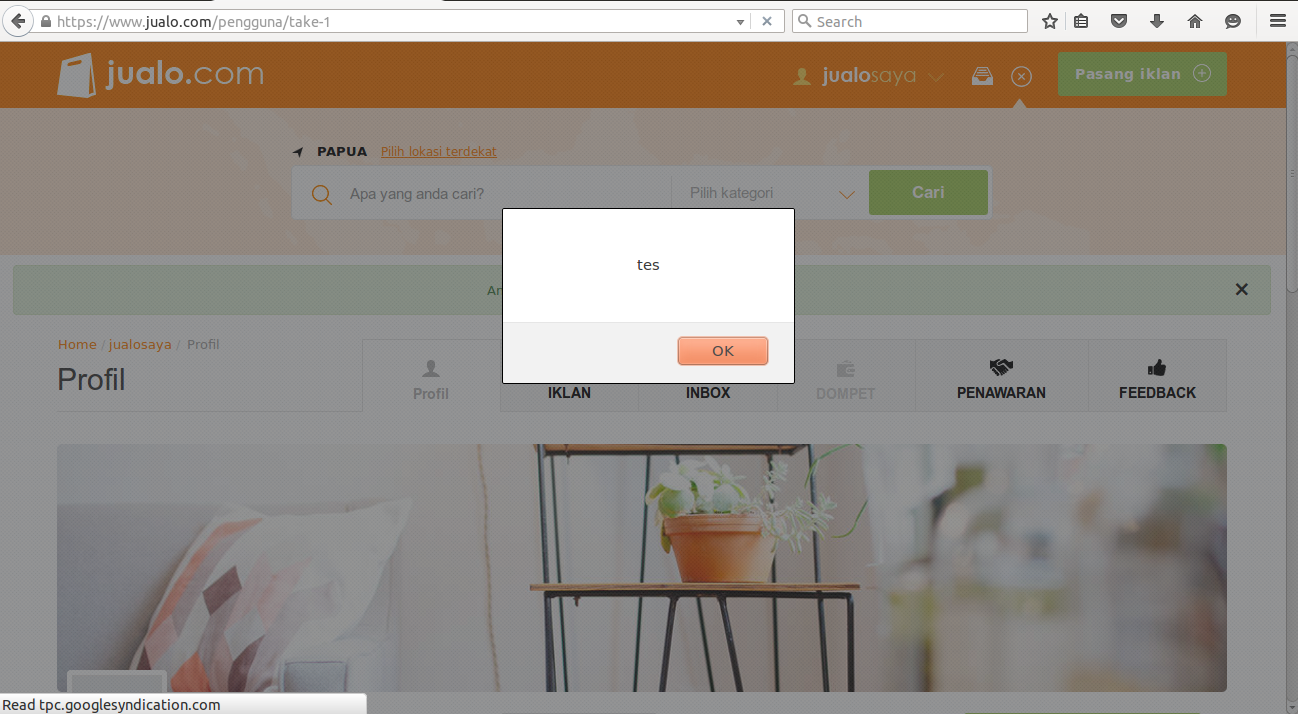 https://www.jualo.com/pengguna/take-1
Search
jualo.com
jualosaya
Pasang iklan
PAPUA Pilih lokasi terdekat
Apa yang anda cari?
Pilih kategori
Cari
tes
OK
Home / jualosaya / Profil
Profil
Profil
IKLAN
INBOX
DOMPET
PENAWARAN
FEEDBACK
Read tpc.googlesyndication.com